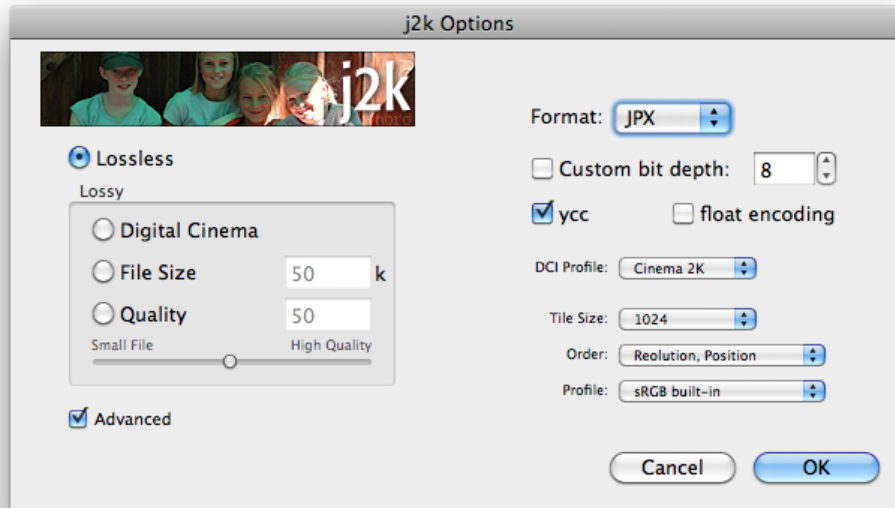 j2k Options
j2k
fnord
Lossless
Lossy
Digital Cinema
File Size 50 k
Quality 50
Small File High Quality
Advanced
Format: JPX
Custom bit depth: 8
ycc float encoding
DCI Profile: Cinema 2K
Tile Size: 1024
Order: Reolution, Position
Profile: sRGB built-in
Cancel OK